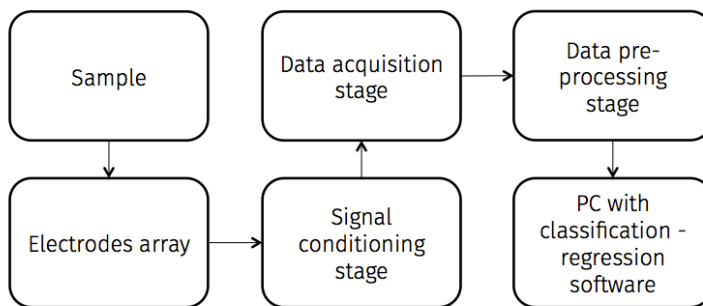 Sample
Electrodes array
Signal
conditioning
stage
Data acquisition
stage
Data pre-
processing
stage
PC with
classification -
regression
software